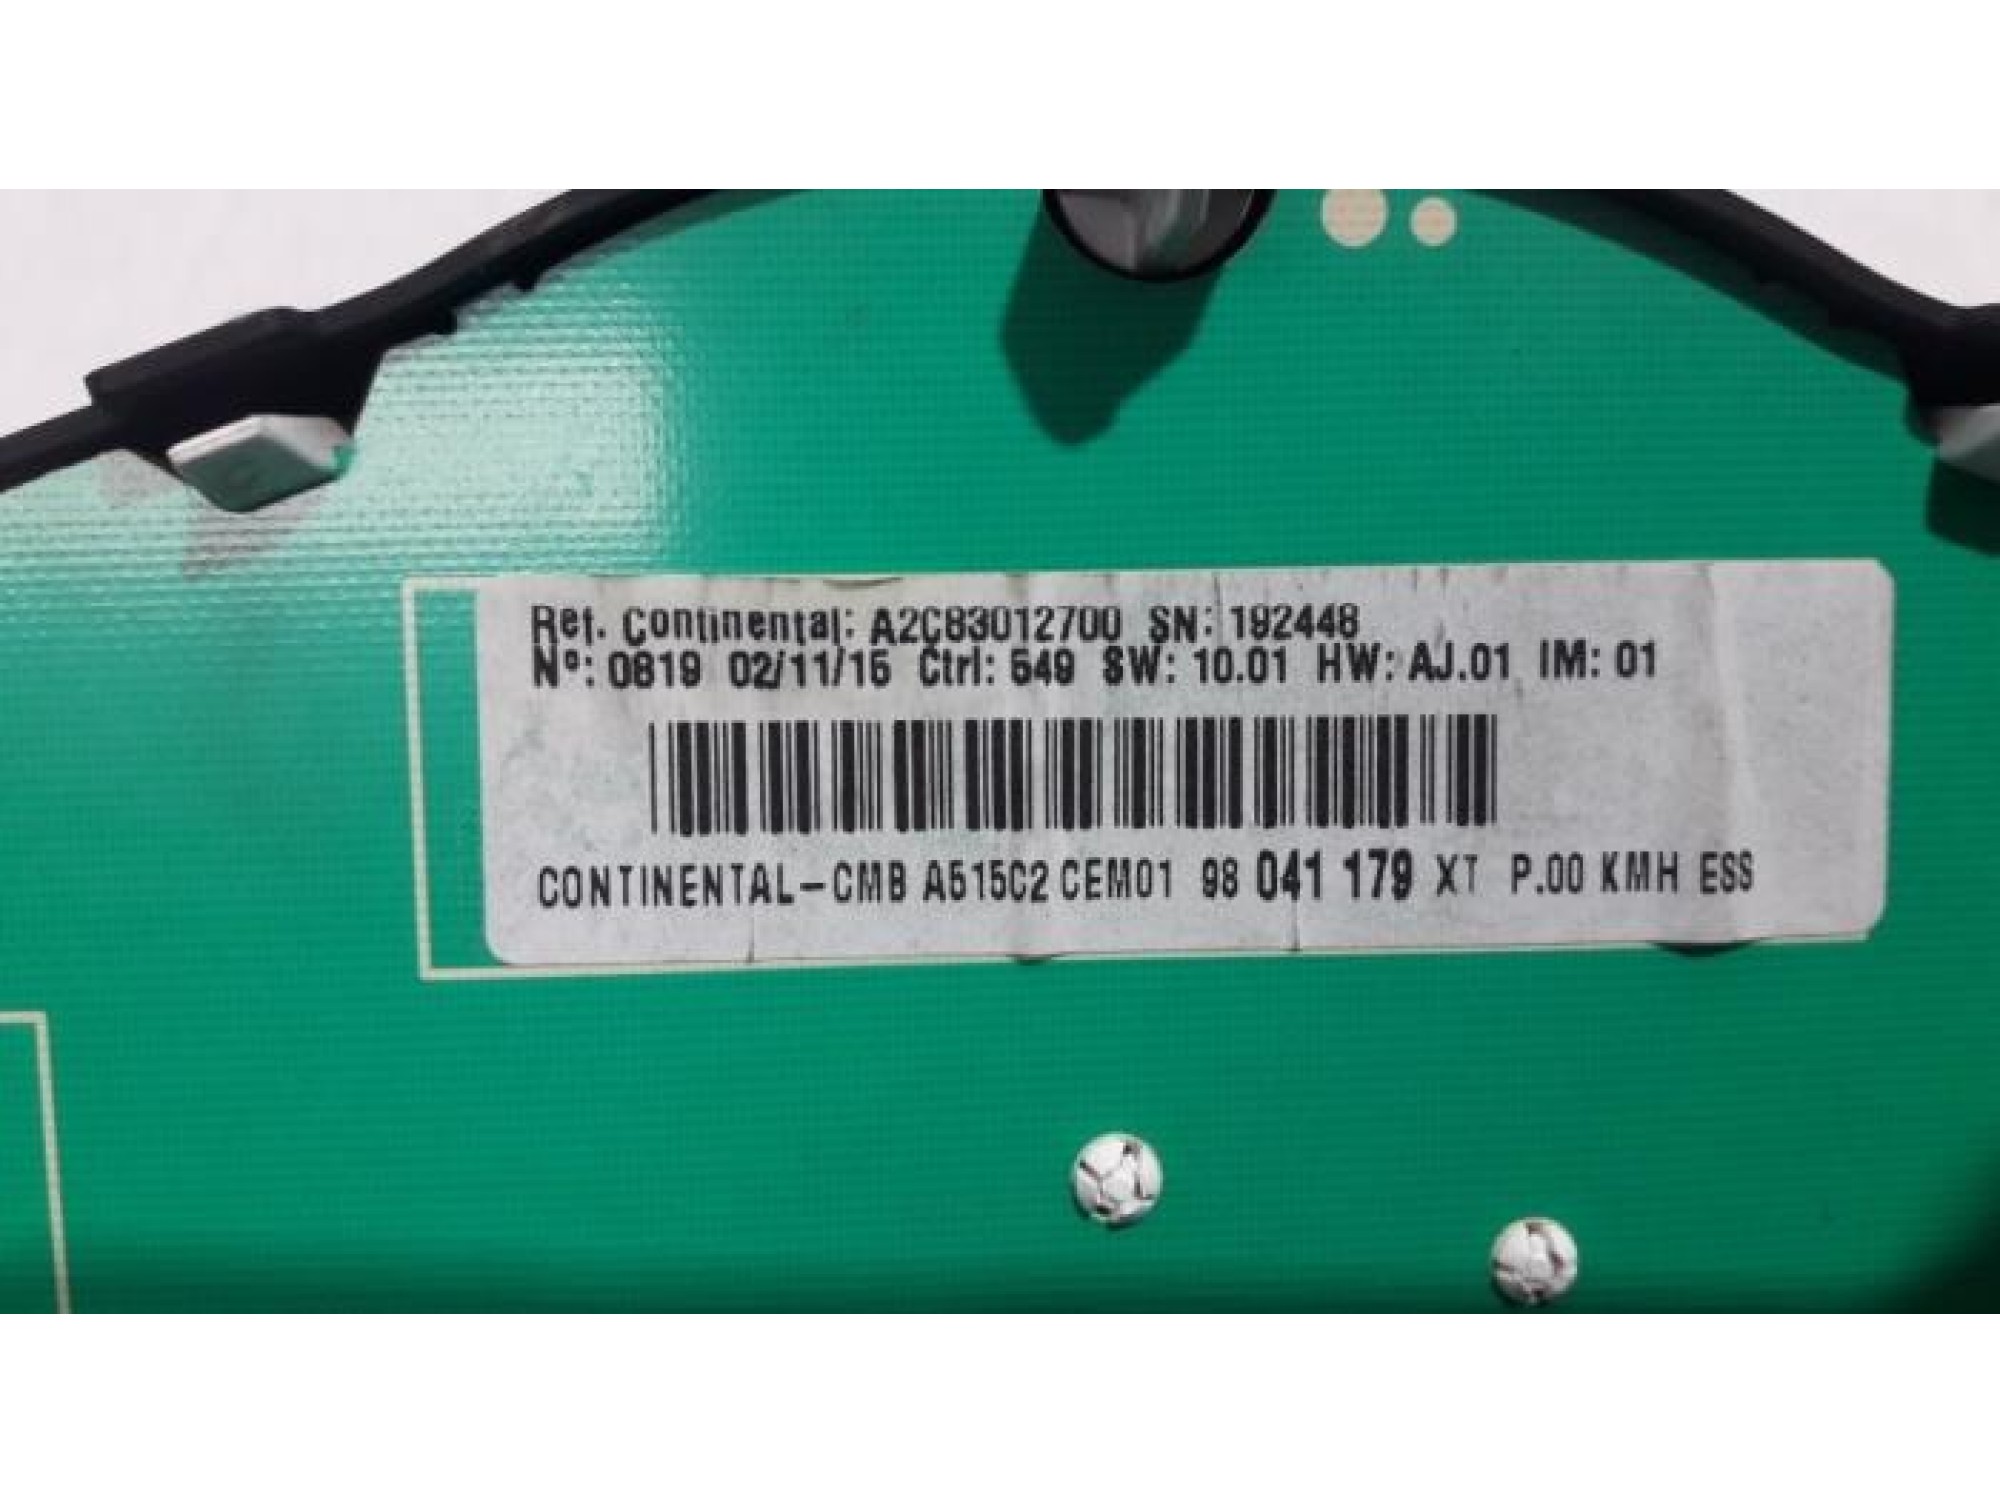 Ref. Continental: A2C83012700 SN: 192448
Nº: 0819 02/11/15 Ctrl: 549 SW: 10.01 HW: AJ.01 IM: 01
CONTINENTAL-CMB A515C2 CEM01 98 041 179 XT P.00 KMH ESS